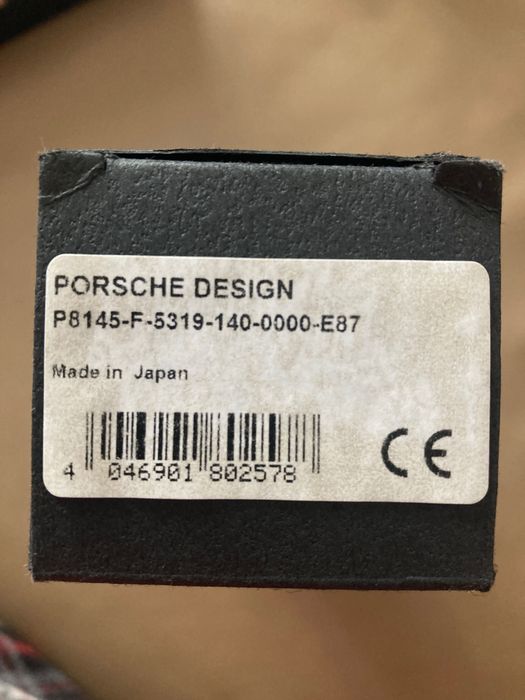 PORSCHE DESIGN
P8145-F-5319-140-0000-E87
Made in Japan
CE
4 046901 802578